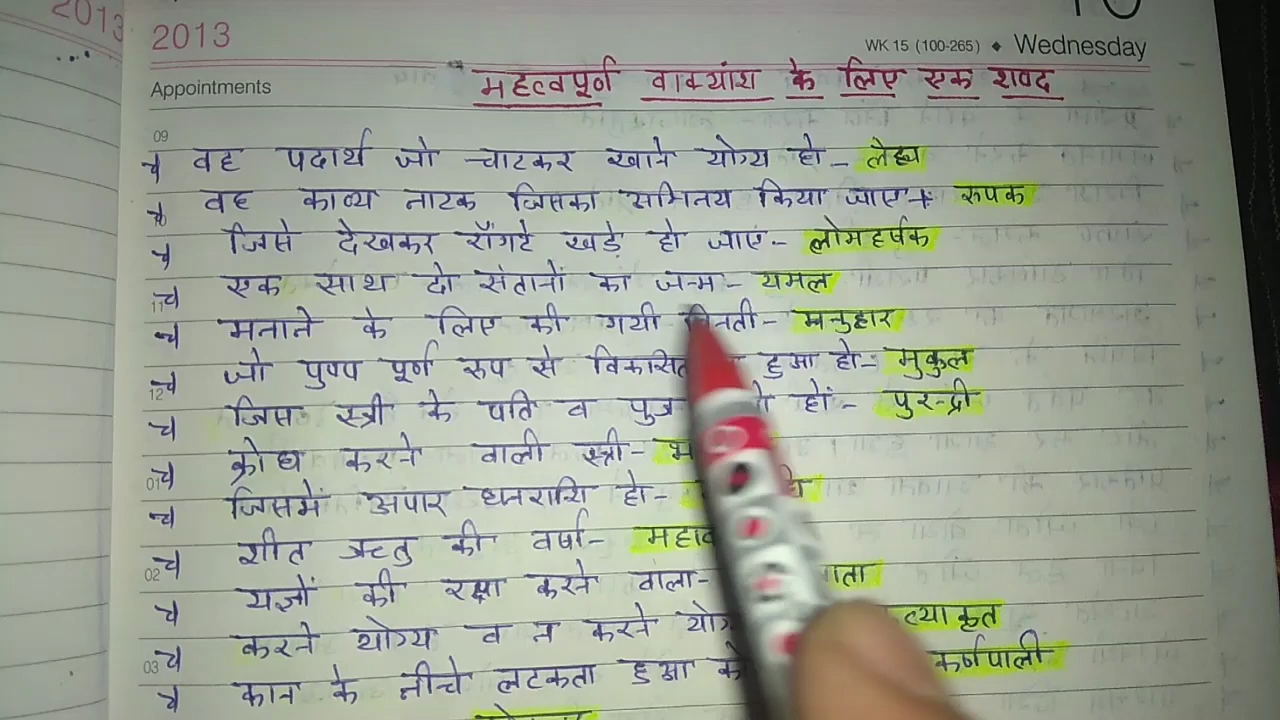 2013
2013
WK 15 (100-265) ◆ Wednesday
Appointments
महत्वपूर्ण वाक्यांश के लिए एक शब्द
09
वह पदार्थ जो चाटकर खाने योग्य हो- लेह्य
वह काव्य नाटक जिसका अभिनय किया जाए- रूपक
जिसे देखकर रोंगटे खड़े हो जाएं- लोमहर्षक
11 एक साथ दो संतानों का जन्म- यमल
मनाने के लिए की गयी विनती- मनुहार
12 जो पुष्प पूर्ण रूप से विकसित हुआ हो- मुकुल
जिस स्त्री के पति व पुत्र हों- पुरन्ध्री
01 क्रोध करने वाली स्त्री-
जिसमें अपार धनराशि हो-
02 शीत ऋतु की वर्षा-
यज्ञों की रक्षा करने वाला-
करने योग्य व न करने
03 कान के नीचे लटकता हुआ कर्णपाली